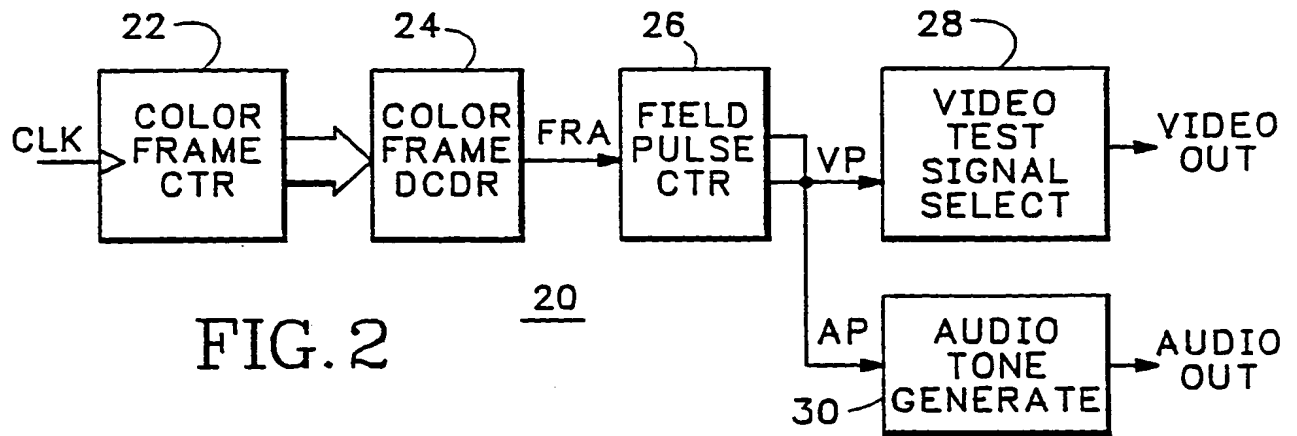 22
24
26
28
CLK
COLOR
FRAME
CTR
COLOR
FRAME
DCDR
FRA
FIELD
PULSE
CTR
VP
VIDEO
TEST
SIGNAL
SELECT
VIDEO
OUT
FIG. 2
20
AP
30
AUDIO
TONE
GENERATE
AUDIO
OUT